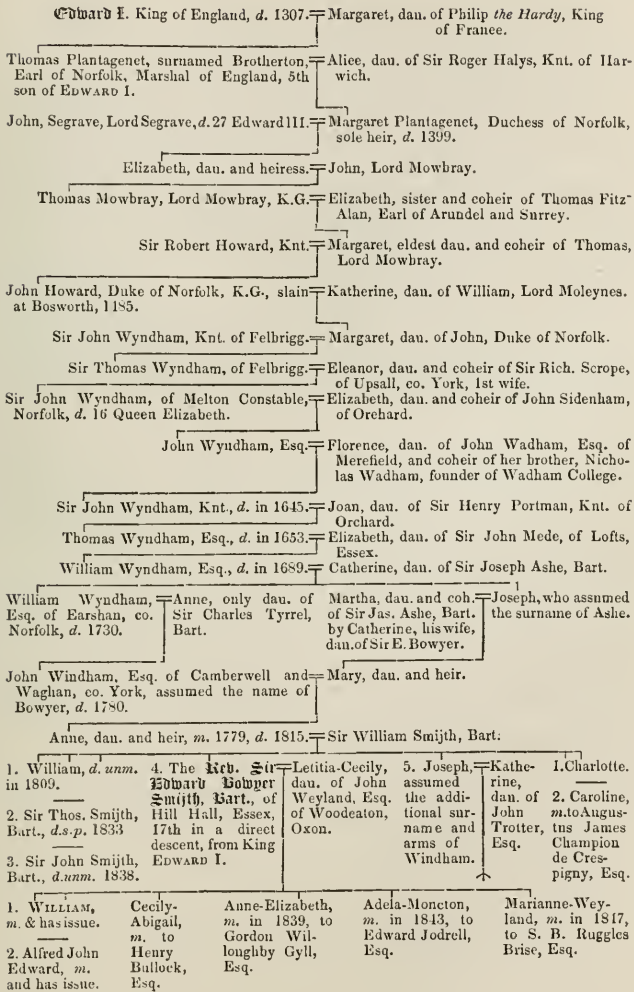 Edward I. King of England, d. 1307. Margaret, dau. of Philip the Hardy, King
of France.
Thomas Plantagenet, surnamed Brotherton,
Earl of Norfolk, Marshal of England, 5th
son of EDWARD I.
Alice, dau. of Sir Roger Halys, Knt. of Har-
wich.
John, Segrave, Lord Segrave, d. 27 Edward III.
Margaret Plantagenet, Duchess of Norfolk,
sole heir, d. 1399.
Elizabeth, dau. and heiress. John, Lord Mowbray.
Thomas Mowbray, Lord Mowbray, K.G.
Elizabeth, sister and coheir of Thomas Fitz-
Alan, Earl of Arundel and Surrey.
Sir Robert Howard, Knt.
Margaret, eldest dau. and coheir of Thomas,
Lord Mowbray.
John Howard, Duke of Norfolk, K.G., slain
at Bosworth, 1485.
Katherine, dau. of William, Lord Moleynes.
Sir John Wyndham, Knt. of Felbrigg. Margaret, dau. of John, Duke of Norfolk.
Sir Thomas Wyndham, of Felbrigg.
Eleanor, dau. and coheir of Sir Rich. Scrope,
of Upsall, co. York, 1st wife.
Sir John Wyndham, of Melton Constable,
Norfolk, d. 16 Queen Elizabeth.
Elizabeth, dau. and coheir of John Sidenham,
of Orchard.
John Wyndham, Esq.
Florence, dau. of John Wadham, Esq. of
Merefield, and coheir of her brother, Nicho-
las Wadham, founder of Wadham College.
Sir John Wyndham, Knt., d. in 1645.
Joan, dau. of Sir Henry Portman, Knt. of
Orchard.
Thomas Wyndham, Esq., d. in 1653.
Elizabeth, dau. of Sir John Mede, of Lofts,
Essex.
William Wyndham, Esq., d. in 1689. Catherine, dau. of Sir Joseph Ashe, Bart.
William Wyndham,
Esq. of Earshan, co.
Norfolk, d. 1730.
Anne, only dau. of
Sir Charles Tyrrel,
Bart.
Martha, dau. and coh.
of Sir Jas. Ashe, Bart.
by Catherine, his wife,
dau. of Sir E. Bowyer.
Joseph, who assumed
the surname of Ashe.
John Windham, Esq. of Camberwell and
Waghan, co. York, assumed the name of
Bowyer, d. 1780.
Mary, dau. and heir.
Anne, dau. and heir, m. 1779, d. 1815. Sir William Smijth, Bart.
1. William, d. unm.
in 1809.
2. Sir Thos. Smijth,
Bart., d.s.p. 1833
3. Sir John Smijth,
Bart., d.unm. 1838.
4. The Rev. Sir
Edward Bowyer
Smijth, Bart., of
Hill Hall, Essex,
17th in a direct
descent, from King
EDWARD I.
Letitia-Cecily,
dau. of John
Weyland, Esq.
of Woodeaton,
Oxon.
5. Joseph,
assumed
the addi-
tional sur-
name and
arms of
Windham.
Kathe-
rine,
dau. of
John
Trotter,
Esq.
1.Charlotte.
2. Caroline,
m.toAugus-
tus James
Champion
de Cres-
pigny, Esq.
1. WILLIAM,
m. & has issue.
2. Alfred John
Edward, m.
and has issue.
Cecily-
Abigail,
m. to
Henry
Bullock,
Esq.
Anne-Elizabeth,
m. in 1839, to
Gordon Wil-
loughby Gyll,
Esq.
Adela-Moncton,
m. in 1843, to
Edward Jodrell,
Esq.
Marianne-Wey-
land, m. in 1847,
to S. B. Ruggles
Brise, Esq.